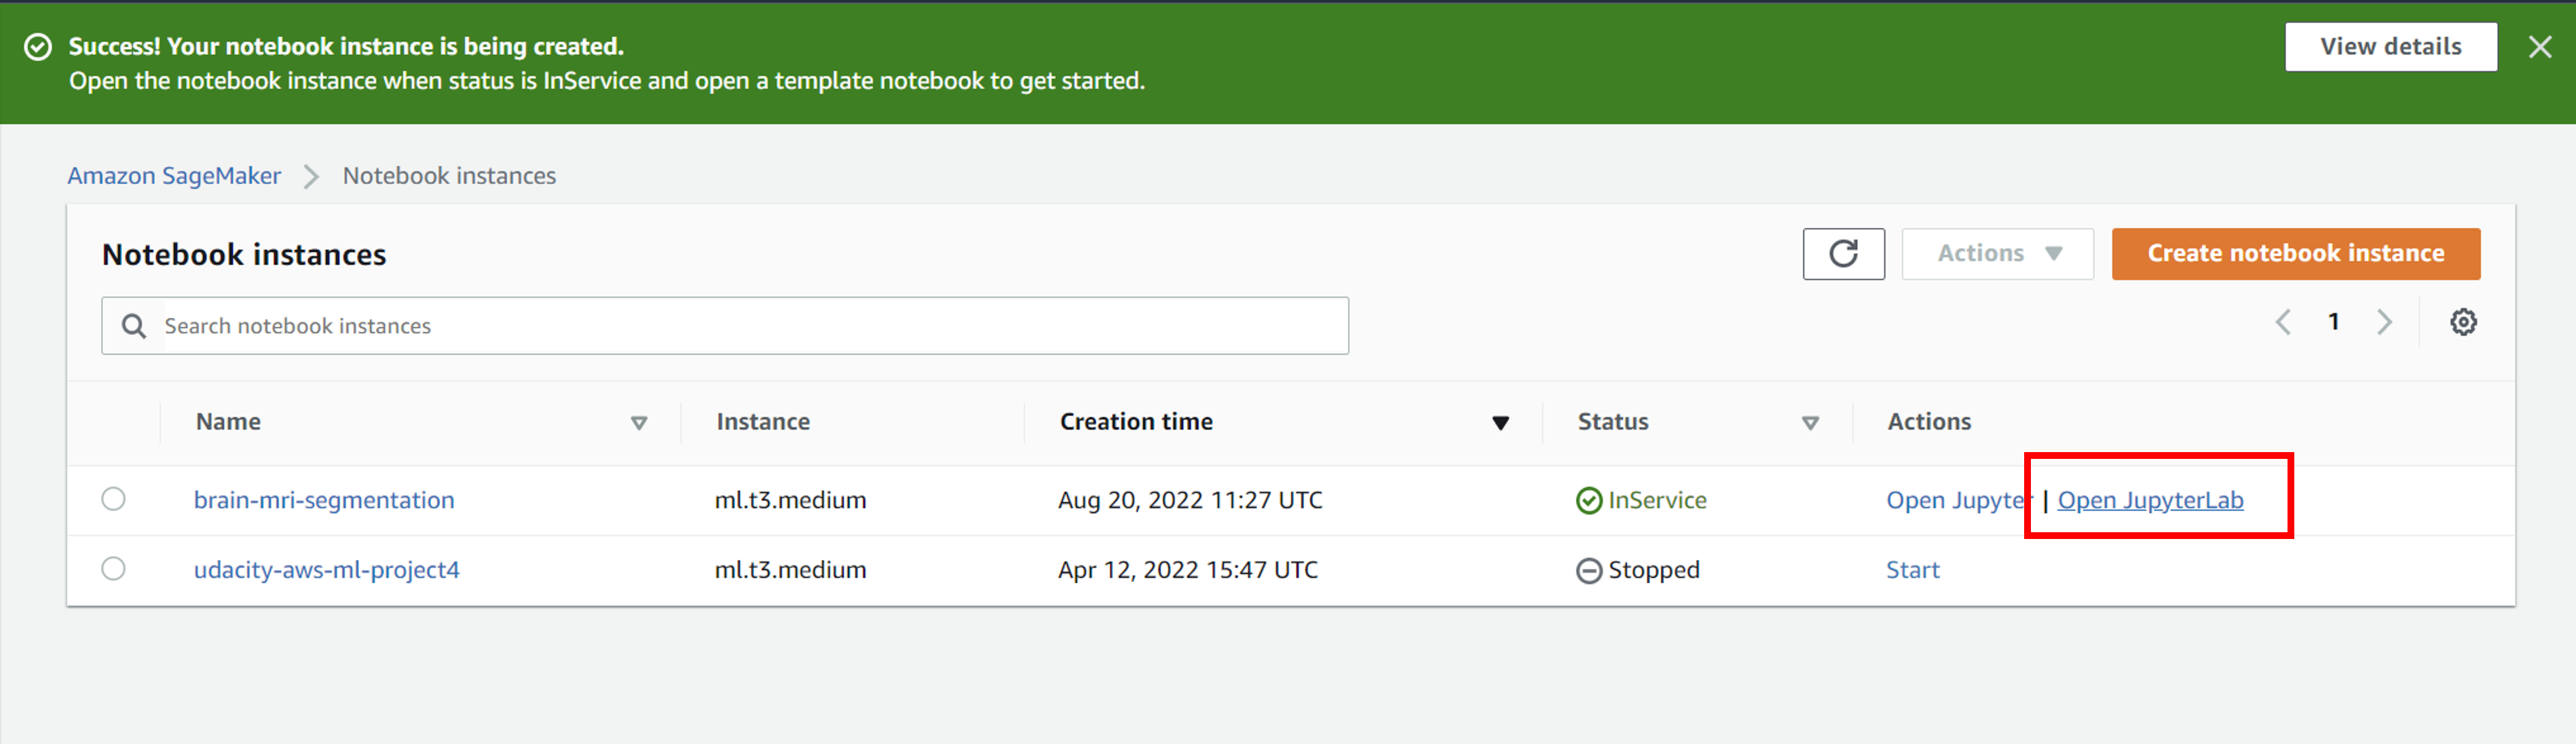 Success! Your notebook instance is being created.
View details
Open the notebook instance when status is InService and open a template notebook to get started.
Amazon SageMaker > Notebook instances
Notebook instances
Actions
Create notebook instance
Search notebook instances
1
Name Instance Creation time Status Actions
brain-mri-segmentation ml.t3.medium Aug 20, 2022 11:27 UTC InService Open Jupyter | Open JupyterLab
udacity-aws-ml-project4 ml.t3.medium Apr 12, 2022 15:47 UTC Stopped Start